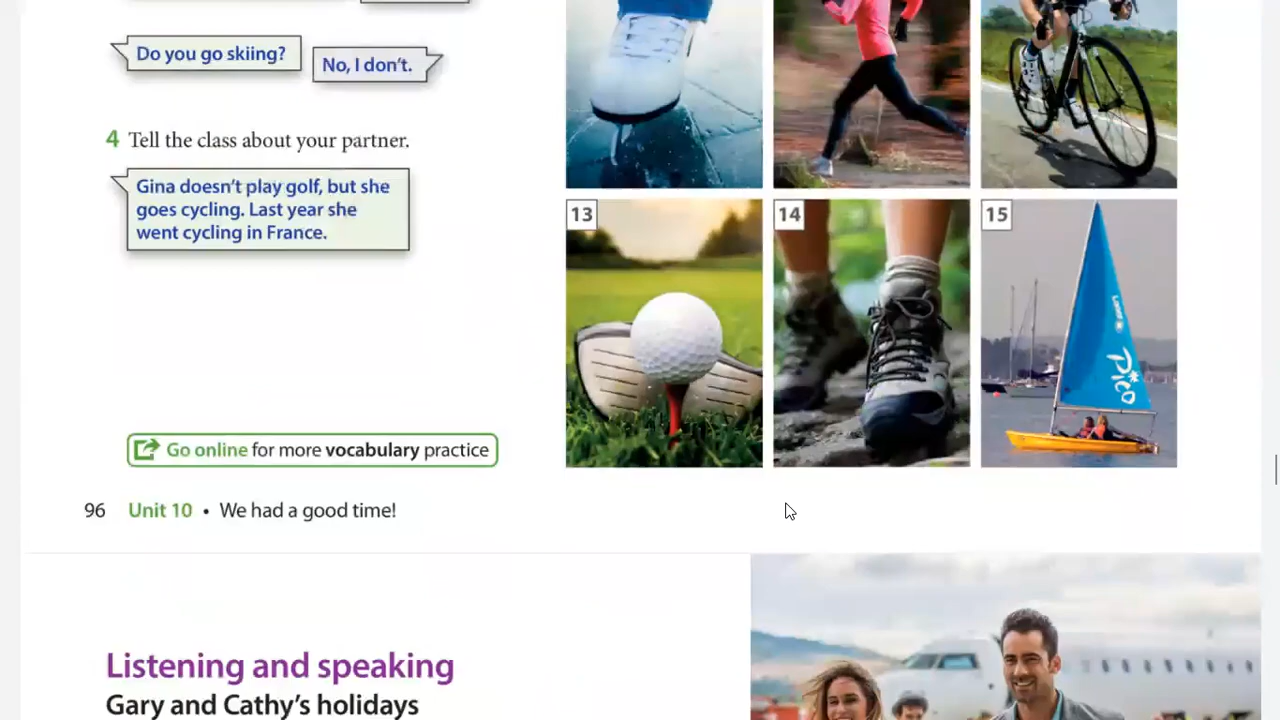 Do you go skiing?
No, I don't.
4 Tell the class about your partner.
Gina doesn't play golf, but she
goes cycling. Last year she
went cycling in France.
13
14
15
Pico
Go online for more vocabulary practice
96 Unit 10 • We had a good time!
Listening and speaking
Gary and Cathy's holidays